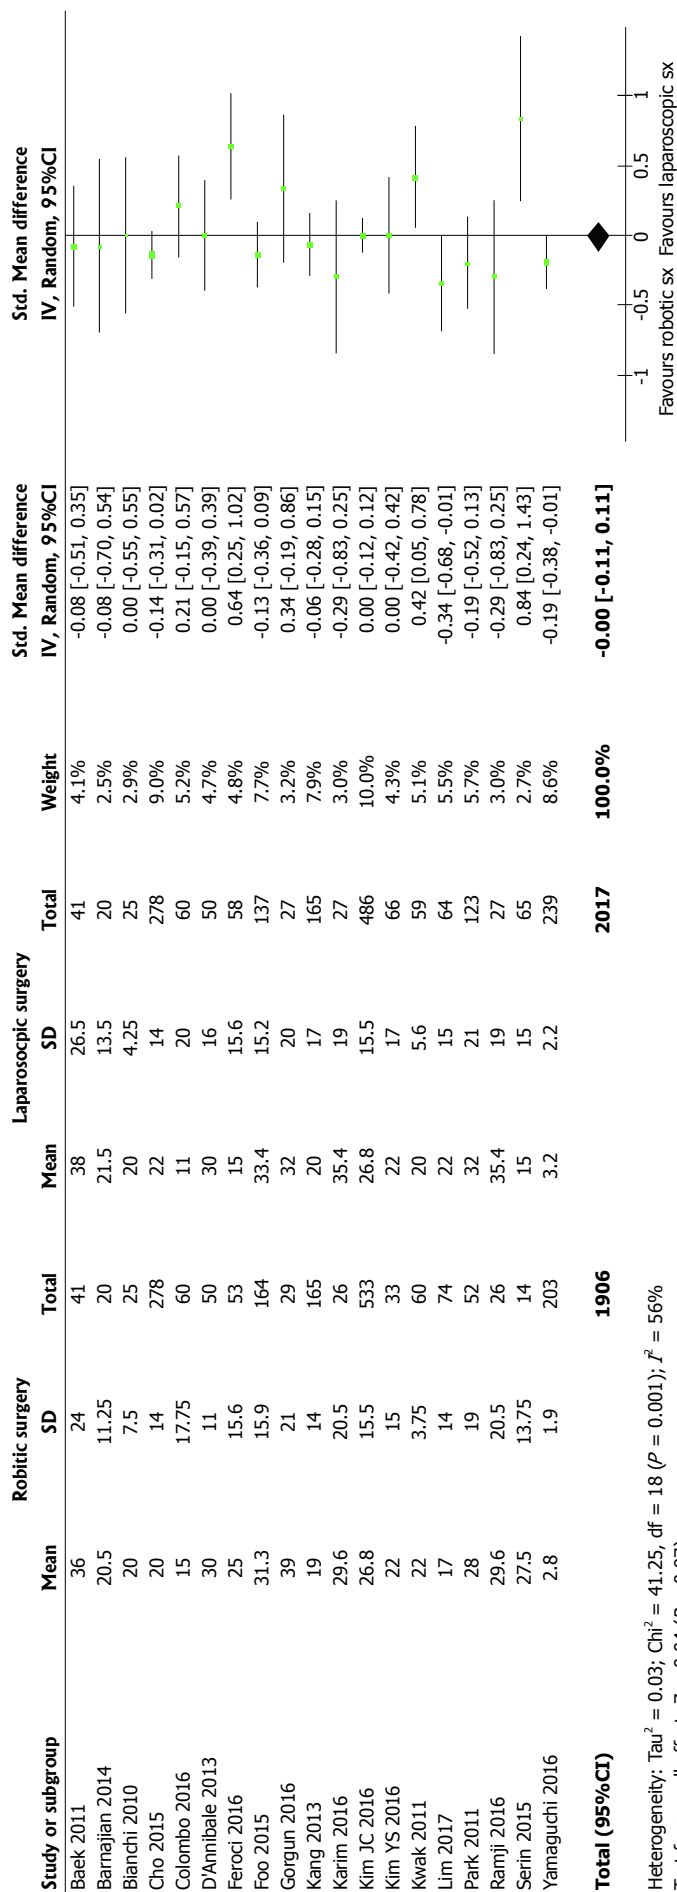 Robitic surgery Laparosocpic surgery Std. Mean difference Std. Mean difference
Study or subgroup Mean SD Total Mean SD Total Weight IV, Random, 95%CI IV, Random, 95%CI
Baek 2011 36 24 41 38 26.5 41 4.1% -0.08 [-0.51, 0.35]
Barnajian 2014 20.5 11.25 20 21.5 13.5 20 2.5% -0.08 [-0.70, 0.54]
Bianchi 2010 20 7.5 25 20 4.25 25 2.9% 0.00 [-0.55, 0.55]
Cho 2015 20 14 278 22 14 278 9.0% -0.14 [-0.31, 0.02]
Colombo 2016 15 17.75 60 11 20 60 5.2% 0.21 [-0.15, 0.57]
D'Annibale 2013 30 11 50 30 16 50 4.7% 0.00 [-0.39, 0.39]
Feroci 2016 25 15.6 53 15 15.6 58 4.8% 0.64 [0.25, 1.02]
Foo 2015 31.3 15.9 164 33.4 15.2 137 7.7% -0.13 [-0.36, 0.09]
Gorgun 2016 39 21 29 32 20 27 3.2% 0.34 [-0.19, 0.86]
Kang 2013 19 14 165 20 17 165 7.9% -0.06 [-0.28, 0.15]
Karim 2016 29.6 20.5 26 35.4 19 27 3.0% -0.29 [-0.83, 0.25]
Kim JC 2016 26.8 15.5 533 26.8 15.5 486 10.0% 0.00 [-0.12, 0.12]
Kim YS 2016 22 15 33 22 17 66 4.3% 0.00 [-0.42, 0.42]
Kwak 2011 22 3.75 60 20 5.6 59 5.1% 0.42 [0.05, 0.78]
Lim 2017 17 14 74 22 15 64 5.5% -0.34 [-0.68, -0.01]
Park 2011 28 19 52 32 21 123 5.7% -0.19 [-0.52, 0.13]
Ramji 2016 29.6 20.5 26 35.4 19 27 3.0% -0.29 [-0.83, 0.25]
Serin 2015 27.5 13.75 14 15 15 65 2.7% 0.84 [0.24, 1.43]
Yamaguchi 2016 2.8 1.9 203 3.2 2.2 239 8.6% -0.19 [-0.38, -0.01]
Total (95%CI) 1906 2017 100.0% -0.00 [-0.11, 0.11]
-1 -0.5 0 0.5 1
Heterogeneity: Tau² = 0.03; Chi² = 41.25, df = 18 (P = 0.001); I² = 56%
Favours robotic sx Favours laparoscopic sx